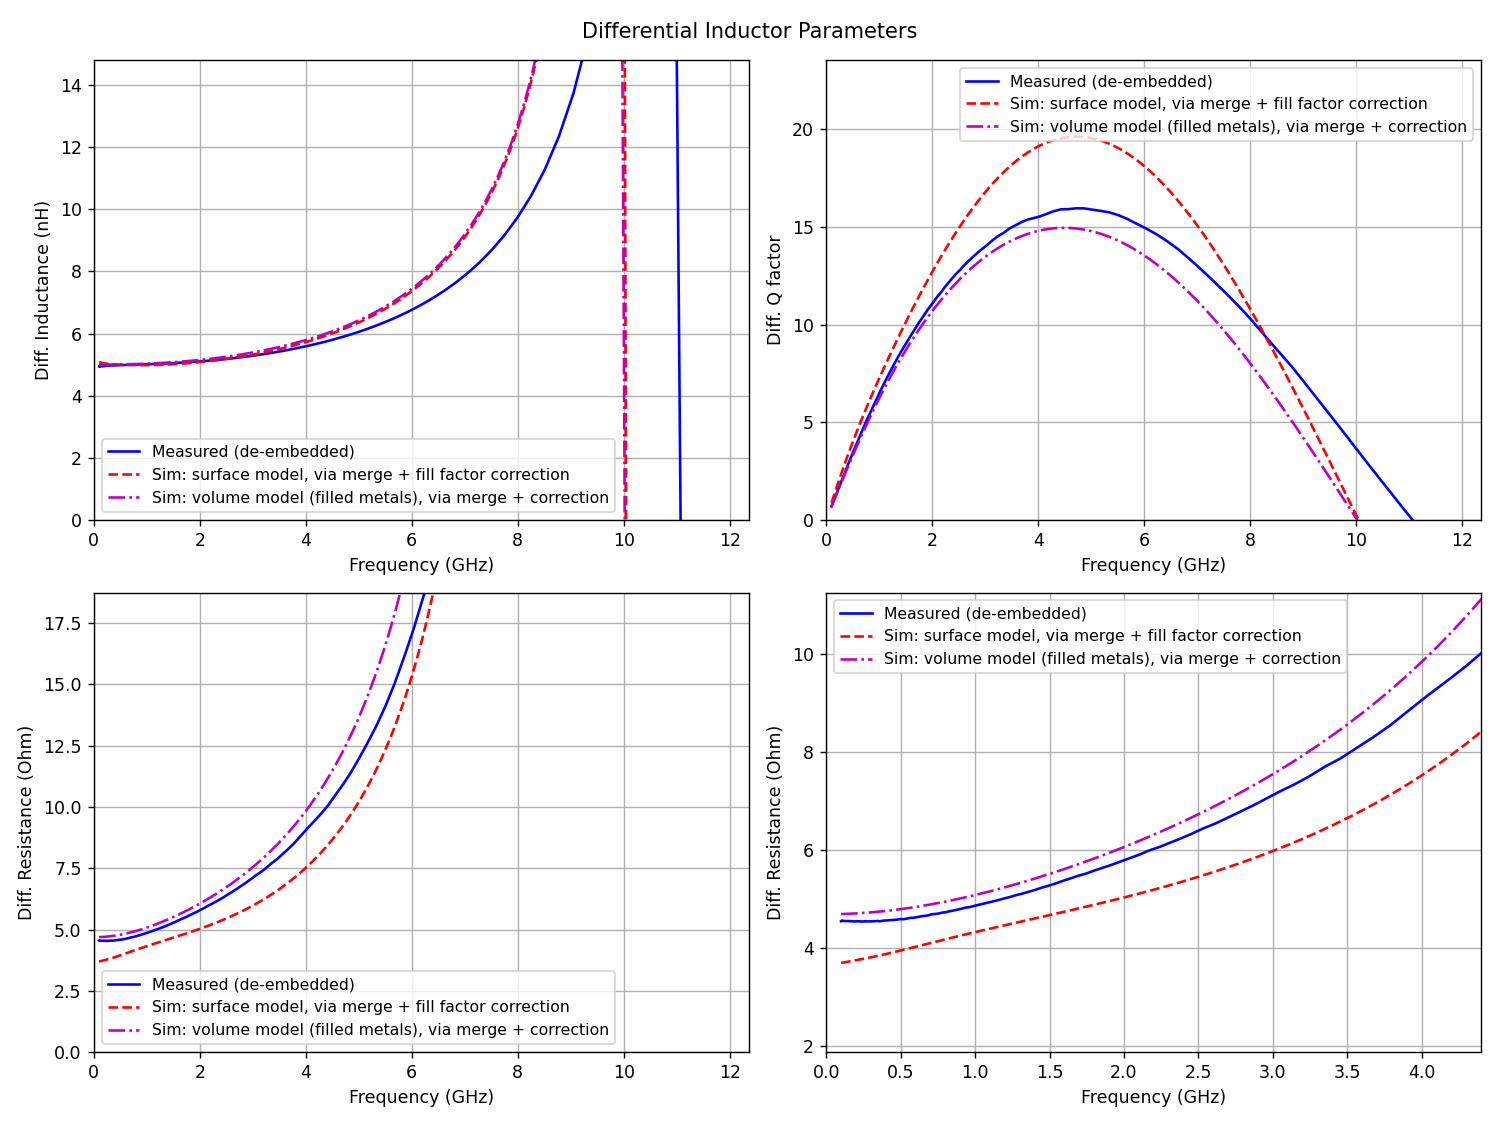 Differential Inductor Parameters
Diff. Inductance (nH)
14
12
10
8
6
4
2
0
Measured (de-embedded)
Sim: surface model, via merge + fill factor correction
Sim: volume model (filled metals), via merge + correction
0 2 4 6 8 10 12
Frequency (GHz)
Diff. Q factor
20
15
10
5
0
Measured (de-embedded)
Sim: surface model, via merge + fill factor correction
Sim: volume model (filled metals), via merge + correction
0 2 4 6 8 10 12
Frequency (GHz)
Diff. Resistance (Ohm)
17.5
15.0
12.5
10.0
7.5
5.0
2.5
0.0
Measured (de-embedded)
Sim: surface model, via merge + fill factor correction
Sim: volume model (filled metals), via merge + correction
0 2 4 6 8 10 12
Frequency (GHz)
Diff. Resistance (Ohm)
10
8
6
4
2
Measured (de-embedded)
Sim: surface model, via merge + fill factor correction
Sim: volume model (filled metals), via merge + correction
0.0 0.5 1.0 1.5 2.0 2.5 3.0 3.5 4.0
Frequency (GHz)